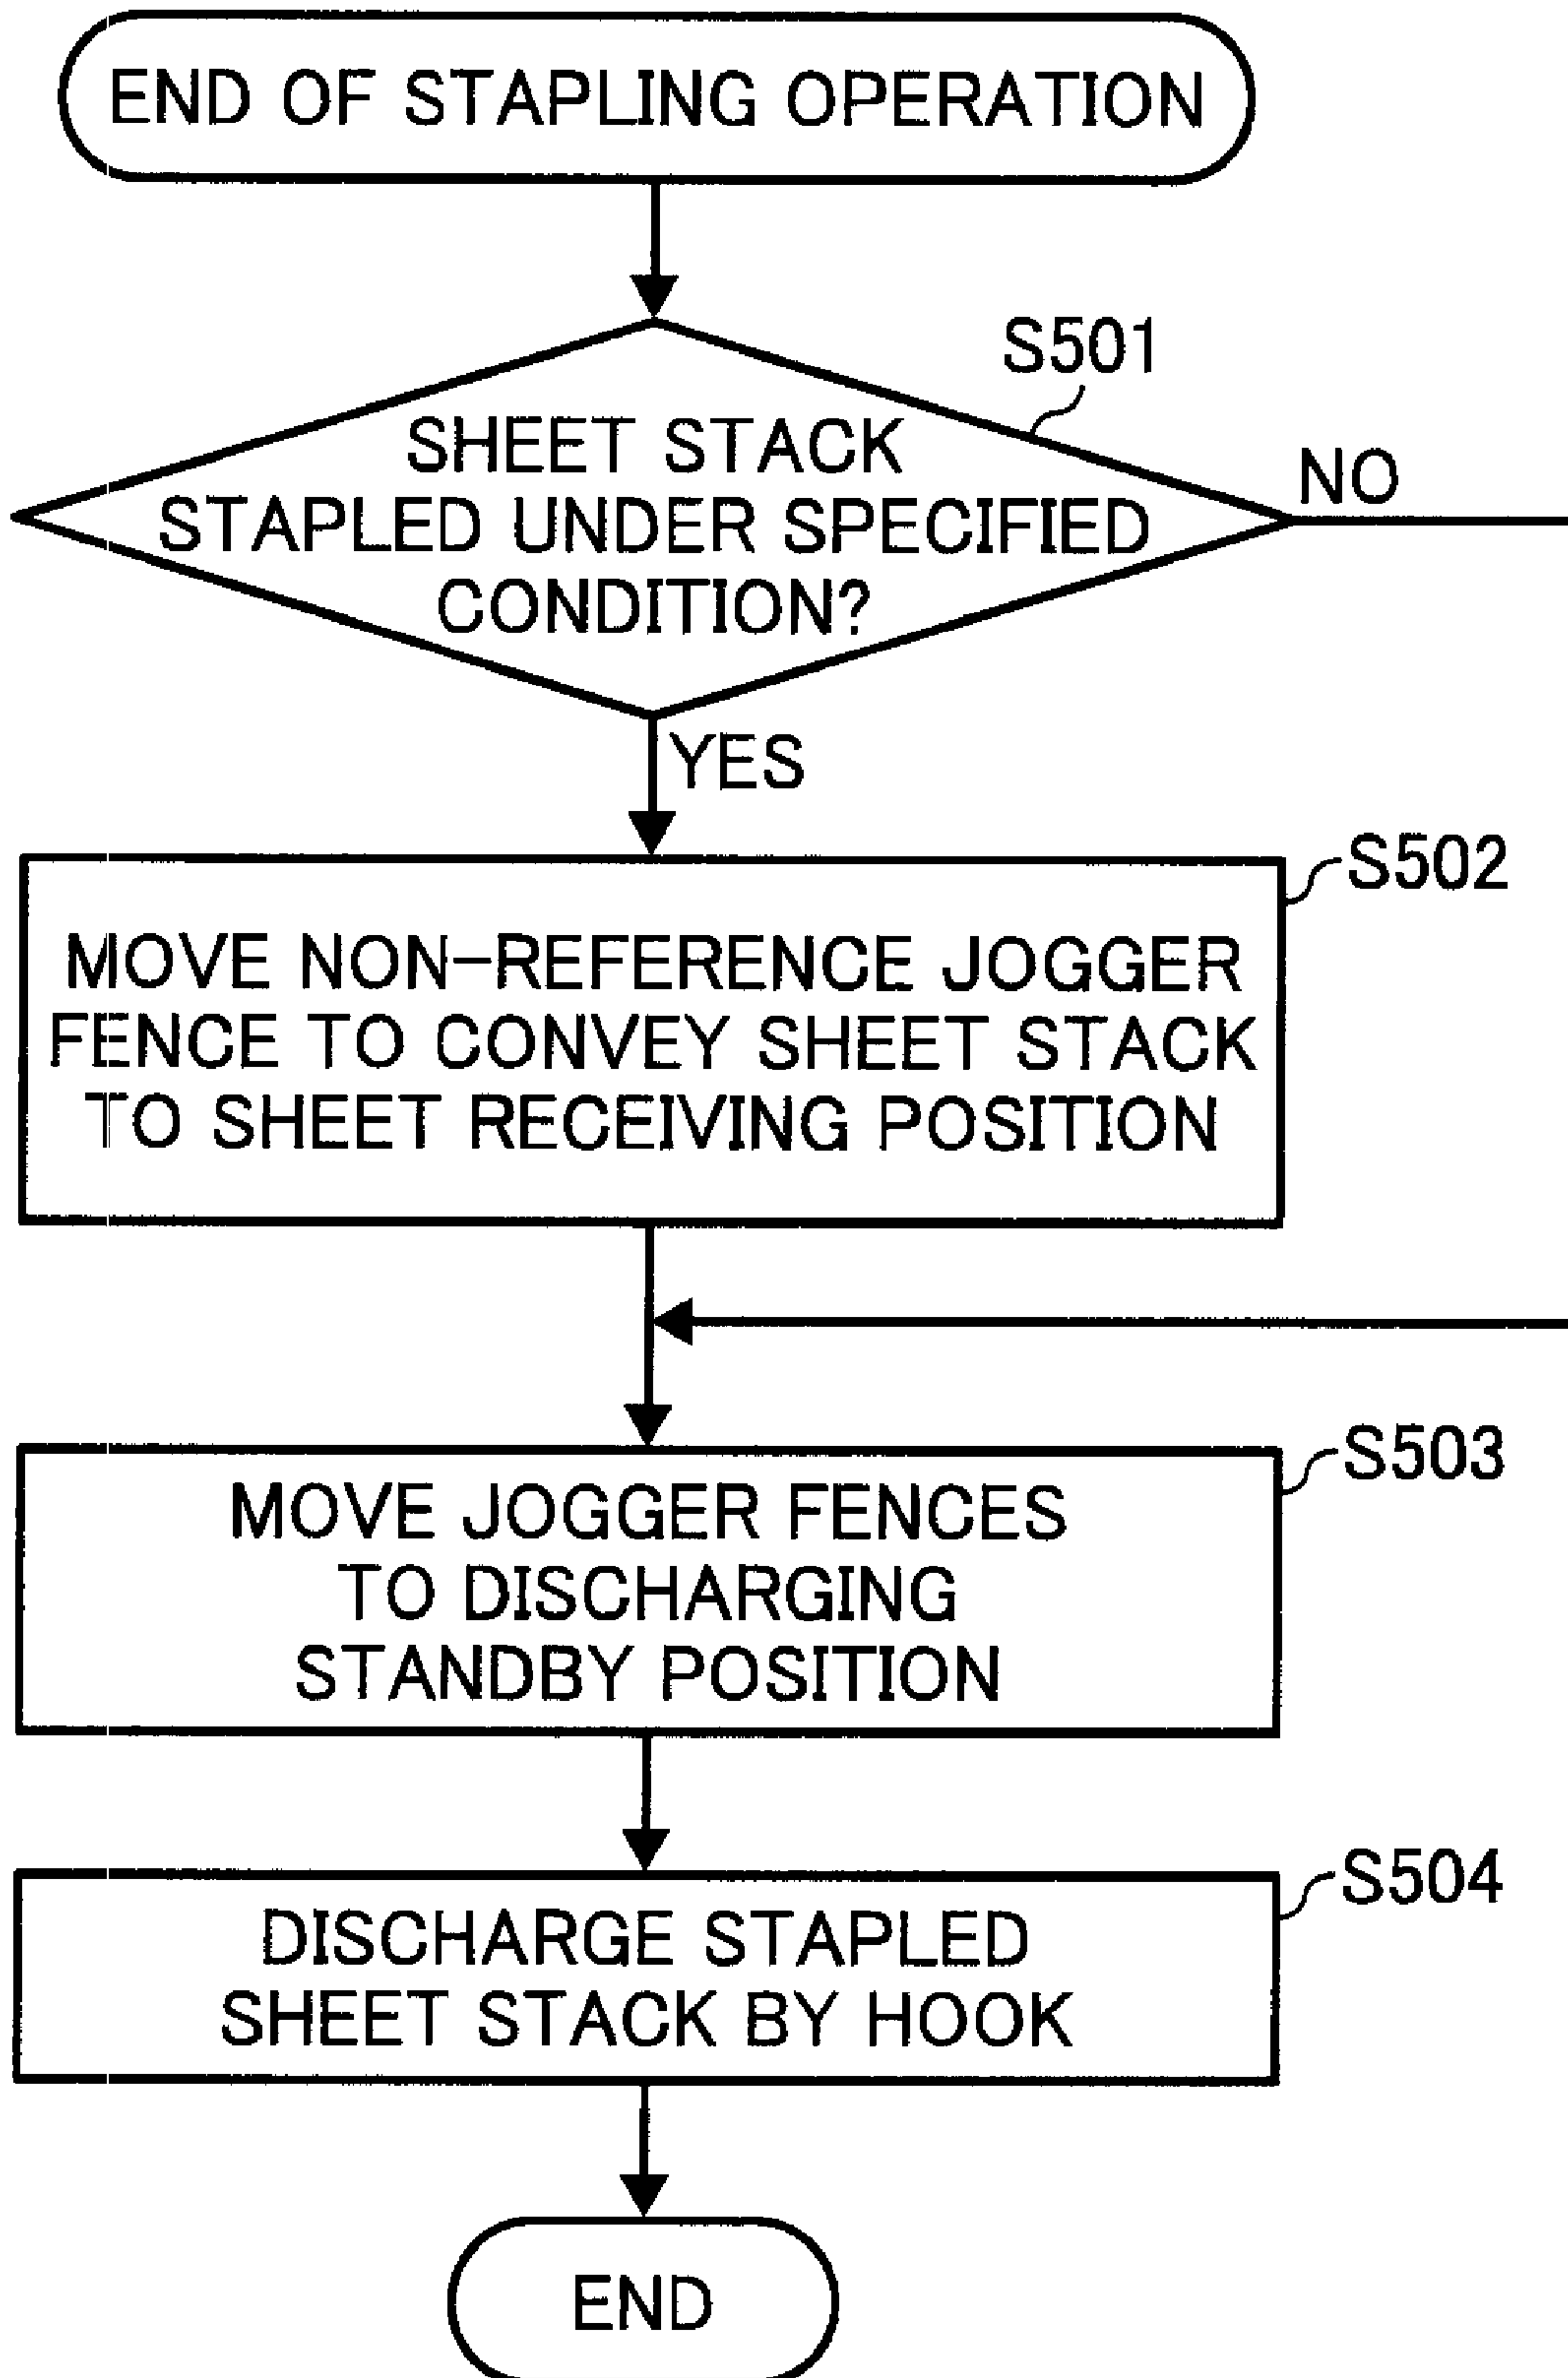 END OF STAPLING OPERATION
S501
SHEET STACK
STAPLED UNDER SPECIFIED
CONDITION?
NO
YES
S502
MOVE NON-REFERENCE JOGGER
FENCE TO CONVEY SHEET STACK
TO SHEET RECEIVING POSITION
S503
MOVE JOGGER FENCES
TO DISCHARGING
STANDBY POSITION
S504
DISCHARGE STAPLED
SHEET STACK BY HOOK
END